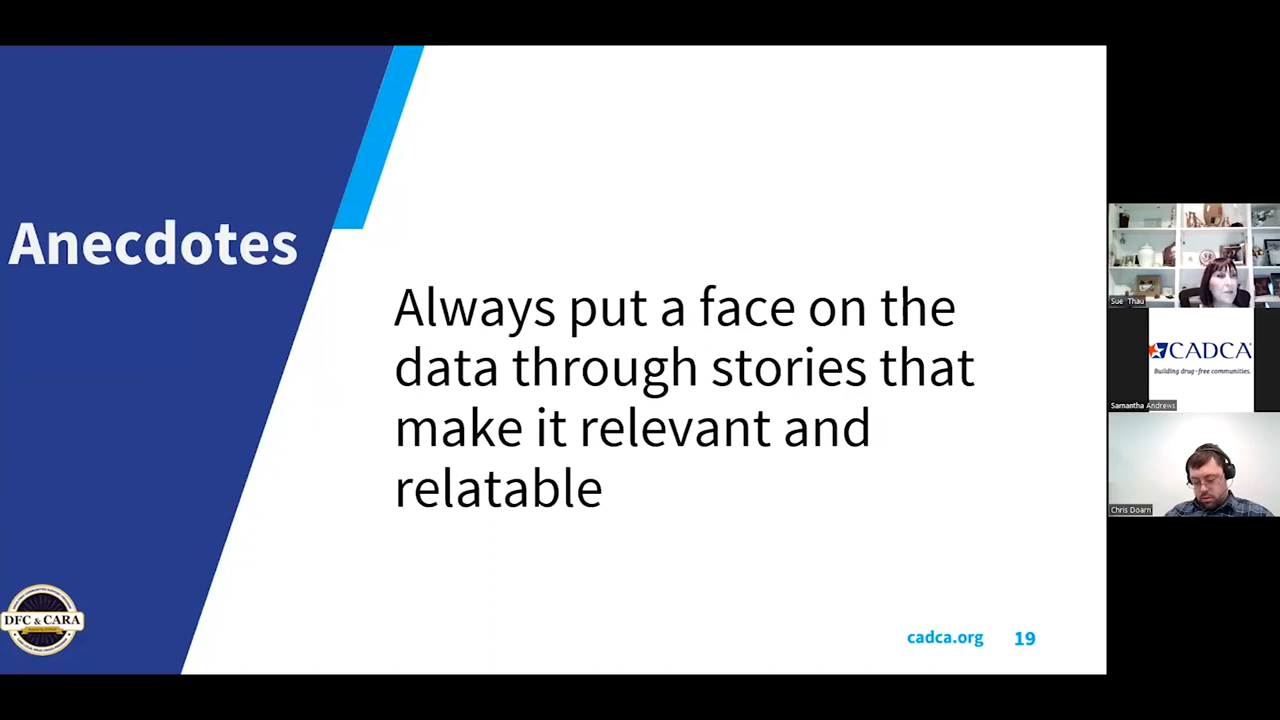 Anecdotes
Always put a face on the
data through stories that
make it relevant and
relatable
DFC & CARA
cadca.org
19
Sue Thau
CADCA
Building drug-free communities.
Samantha Andrews
Chris Doarn